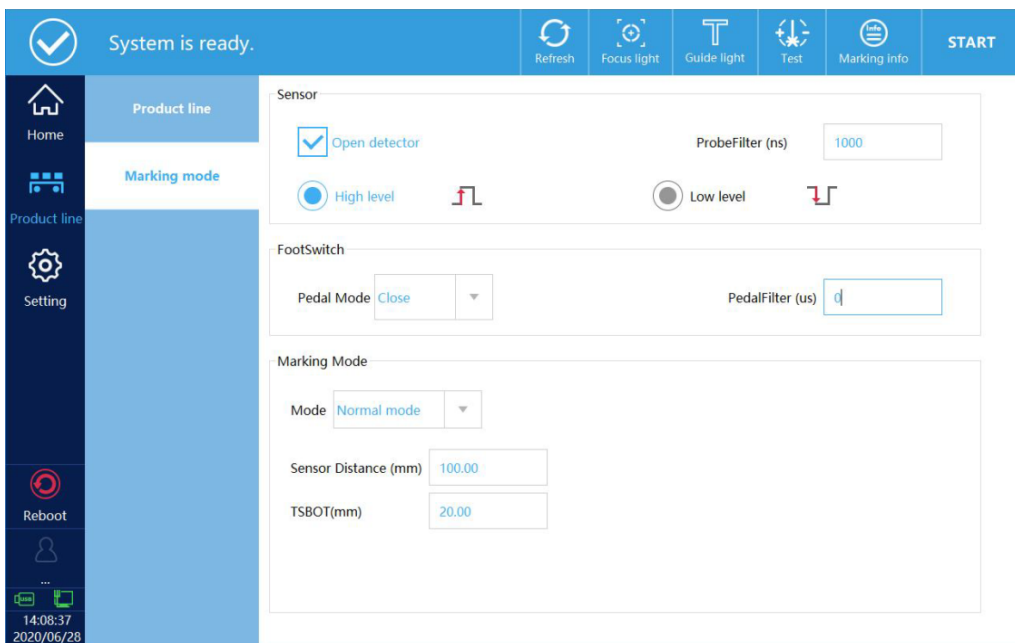 System is ready.
Refresh
Focus light
Guide light
Test
Info
Marking info
START
Home
Product line
Setting
Reboot
...
USB
14:08:37
2020/06/28
Product line
Marking mode
Sensor
Open detector
ProbeFilter (ns)
1000
High level
Low level
FootSwitch
Pedal Mode
Close
PedalFilter (us)
0
Marking Mode
Mode
Normal mode
Sensor Distance (mm)
100.00
TSBOT(mm)
20.00